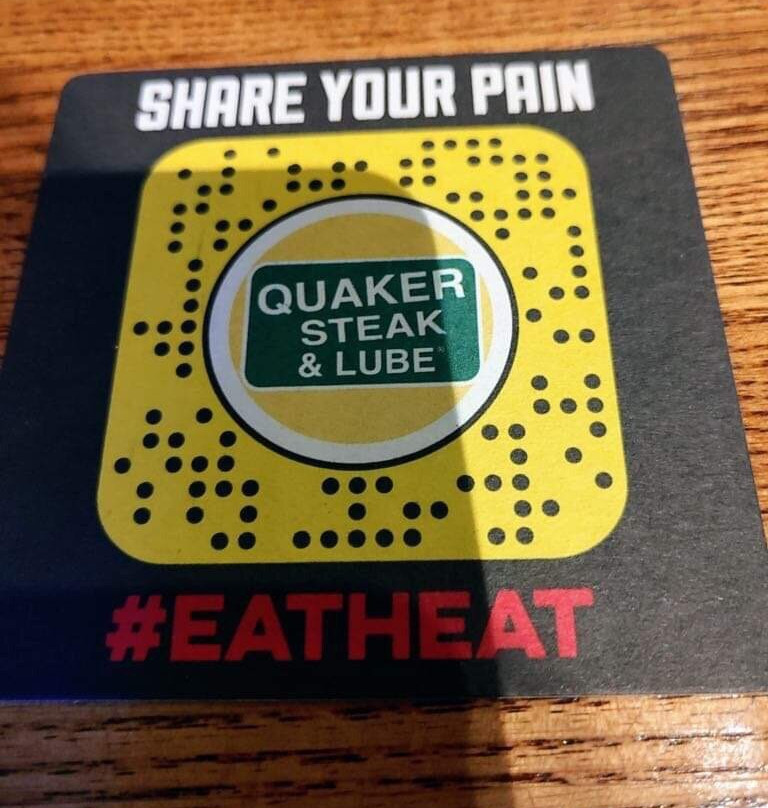 SHARE YOUR PAIN
QUAKER
STEAK
& LUBE®
#EATHEAT